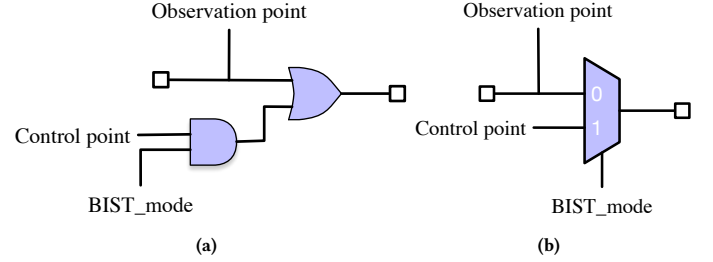 Observation point
Control point
BIST_mode
(a)
Observation point
0
Control point
1
BIST_mode
(b)